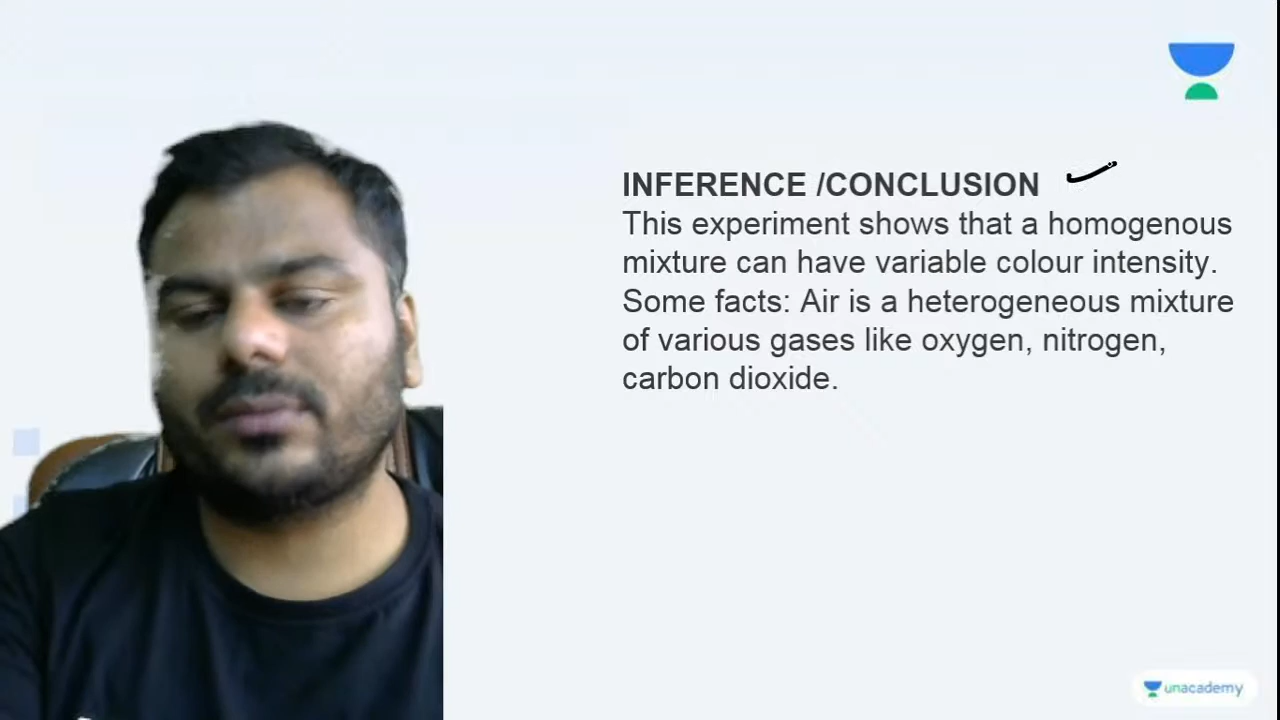 INFERENCE /CONCLUSION
This experiment shows that a homogenous
mixture can have variable colour intensity.
Some facts: Air is a heterogeneous mixture
of various gases like oxygen, nitrogen,
carbon dioxide.
unacademy